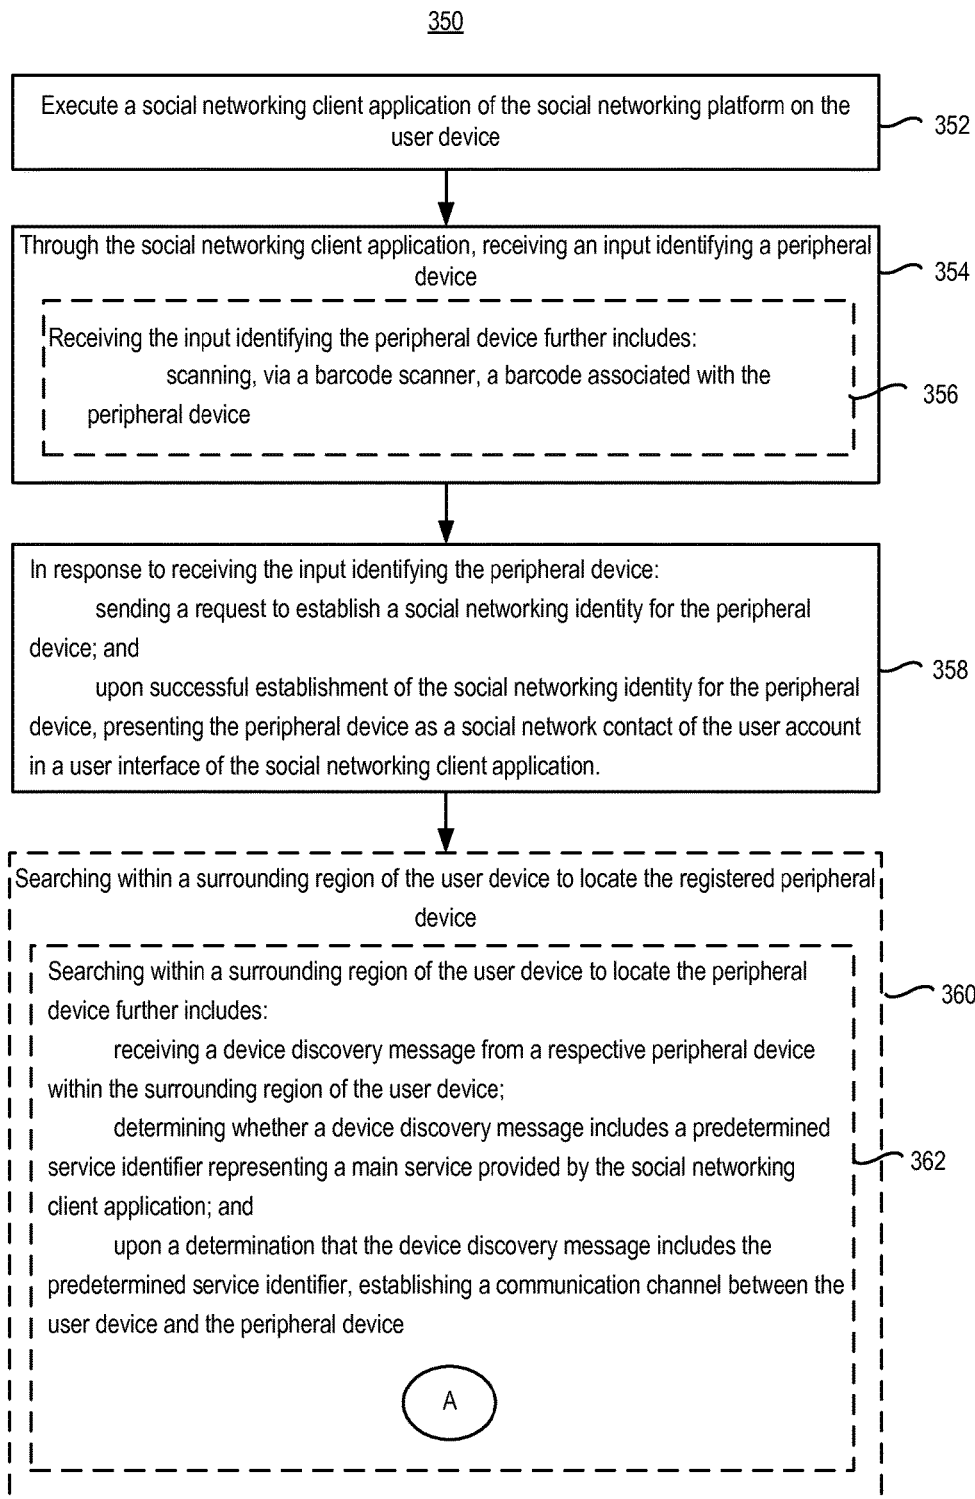 350
Execute a social networking client application of the social networking platform on the
user device
352
Through the social networking client application, receiving an input identifying a peripheral
device
354
Receiving the input identifying the peripheral device further includes:
scanning, via a barcode scanner, a barcode associated with the
peripheral device
356
In response to receiving the input identifying the peripheral device:
sending a request to establish a social networking identity for the peripheral
device; and
upon successful establishment of the social networking identity for the peripheral
device, presenting the peripheral device as a social network contact of the user account
in a user interface of the social networking client application.
358
Searching within a surrounding region of the user device to locate the registered peripheral
device
360
Searching within a surrounding region of the user device to locate the peripheral
device further includes:
receiving a device discovery message from a respective peripheral device
within the surrounding region of the user device;
determining whether a device discovery message includes a predetermined
service identifier representing a main service provided by the social networking
client application; and
362
upon a determination that the device discovery message includes the
predetermined service identifier, establishing a communication channel between the
user device and the peripheral device
A